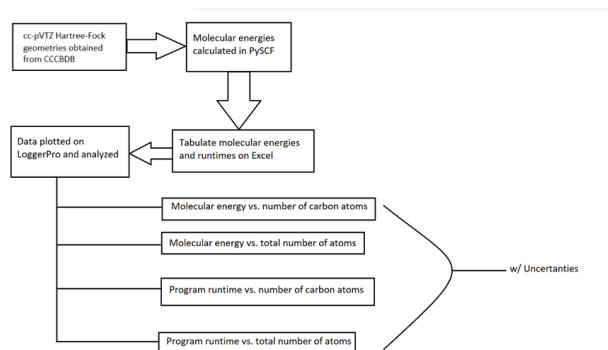 cc-pVTZ Hartree-Fock
geometries obtained
from CCCBDB
Molecular energies
calculated in PySCF
Data plotted on
LoggerPro and analyzed
Tabulate molecular energies
and runtimes on Excel
Molecular energy vs. number of carbon atoms
Molecular energy vs. total number of atoms
Program runtime vs. number of carbon atoms
Program runtime vs. total number of atoms
w/ Uncertanties